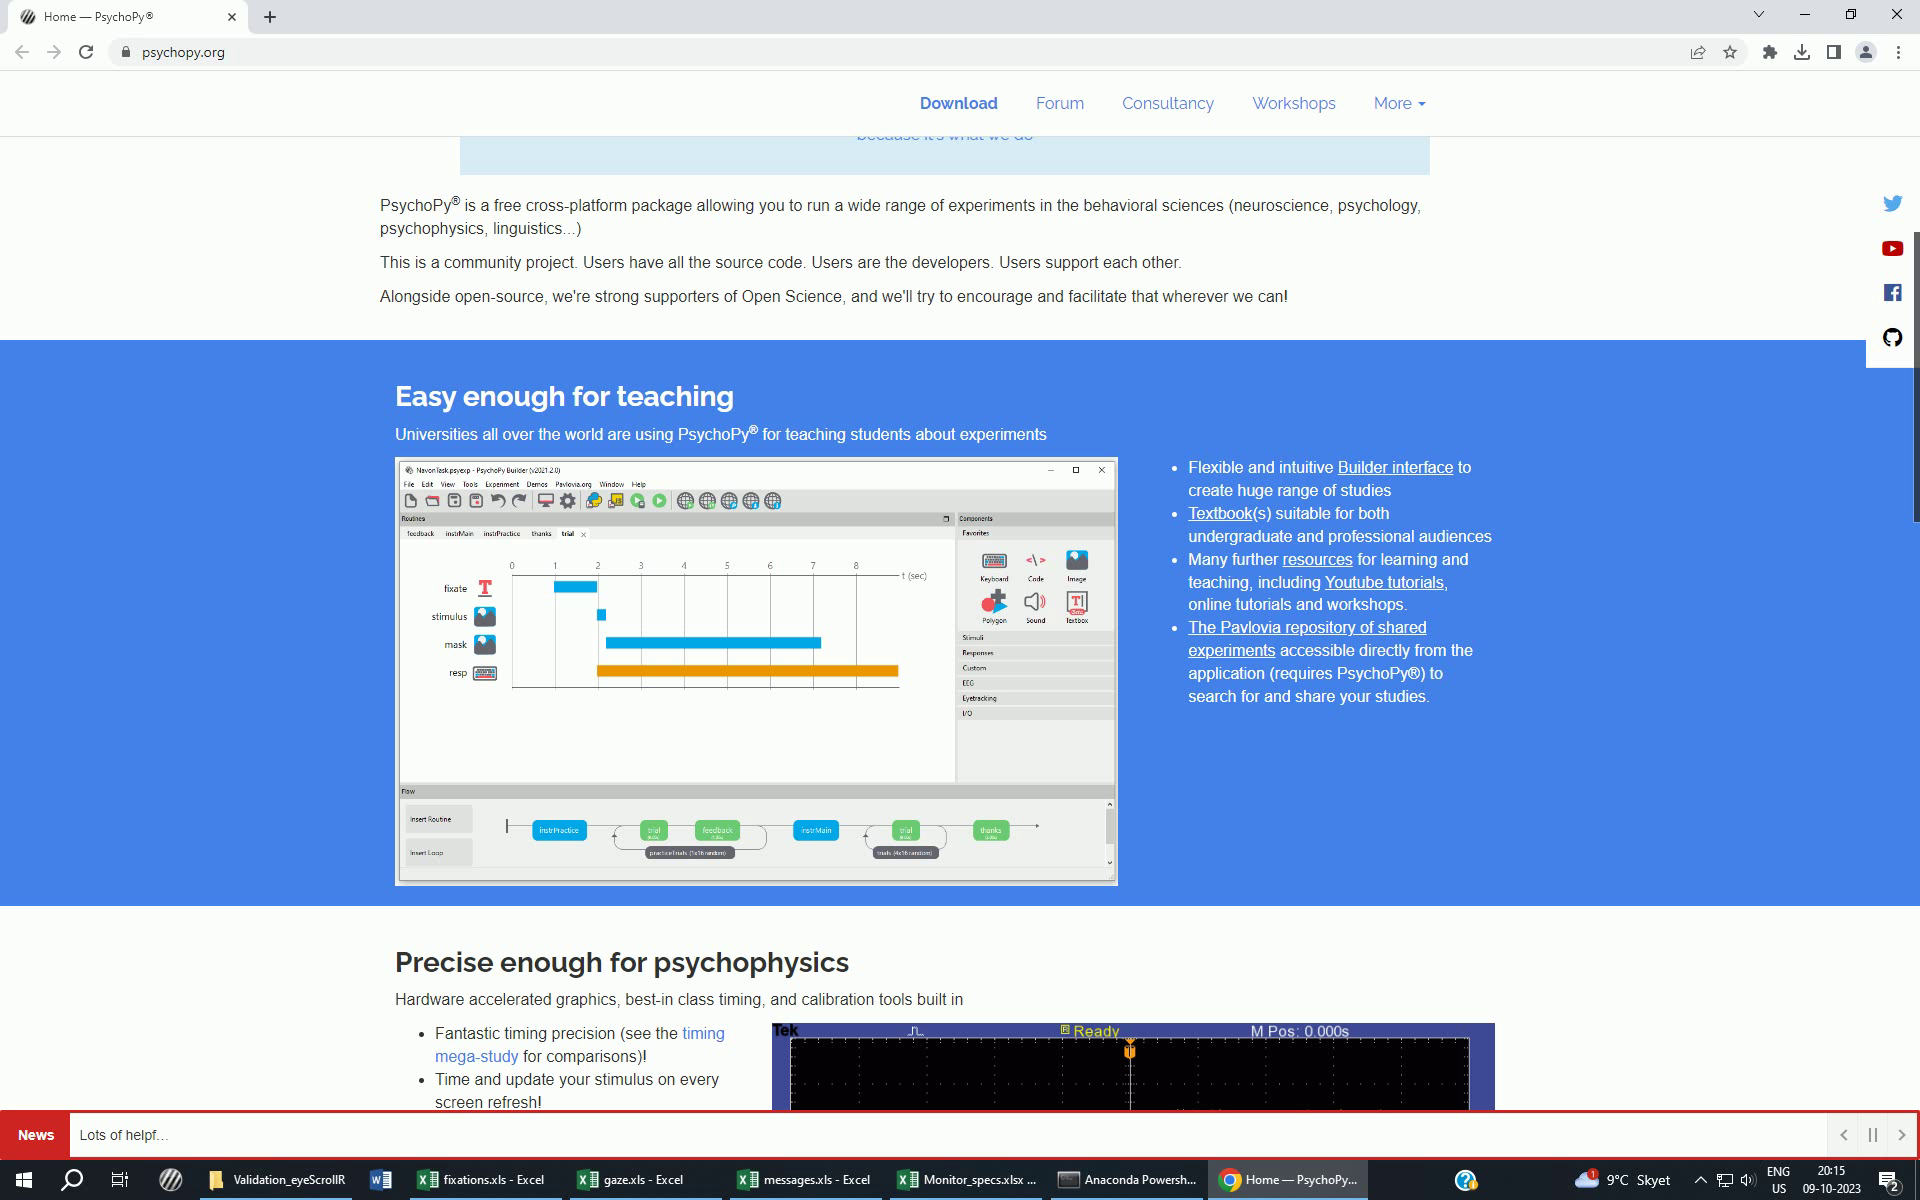 Home — PsychoPy®
psychopy.org
Download
Forum
Consultancy
Workshops
More
because it's what we do
PsychoPy® is a free cross-platform package allowing you to run a wide range of experiments in the behavioral sciences (neuroscience, psychology,
psychophysics, linguistics...)
This is a community project. Users have all the source code. Users are the developers. Users support each other.
Alongside open-source, we're strong supporters of Open Science, and we'll try to encourage and facilitate that wherever we can!
Easy enough for teaching
Universities all over the world are using PsychoPy® for teaching students about experiments
NavonTask.psyexp - PsychoPy Builder (v2021.2.0)
File Edit View Tools Experiment Demos Pavlovia.org Window Help
Routines
feedback instrMain instrPractice thanks trial
0 1 2 3 4 5 6 7 8
t (sec)
fixate
stimulus
mask
resp
Components
Favorites
Keyboard Code Image
Polygon Sound Textbox
Stimuli
Responses
Custom
EEG
Eyetracking
I/O
Flow
Insert Routine
Insert Loop
instrPractice
trial
feedback
instrMain
trial
thanks
practiceTrials (1x16 random)
trials (4x16 random)
Flexible and intuitive Builder interface to
create huge range of studies
Textbook(s) suitable for both
undergraduate and professional audiences
Many further resources for learning and
teaching, including Youtube tutorials,
online tutorials and workshops.
The Pavlovia repository of shared
experiments accessible directly from the
application (requires PsychoPy®) to
search for and share your studies.
Precise enough for psychophysics
Hardware accelerated graphics, best-in class timing, and calibration tools built in
Fantastic timing precision (see the timing
mega-study for comparisons)!
Time and update your stimulus on every
screen refresh!
Tek
Ready
M Pos: 0.000s
News
Lots of helpf...
Validation_eyeScrollR
fixations.xls - Excel
gaze.xls - Excel
messages.xls - Excel
Monitor_specs.xlsx ...
Anaconda Powersh...
Home — PsychoPy...
1
9°C Skyet
ENG
US
20:15
09-10-2023
2